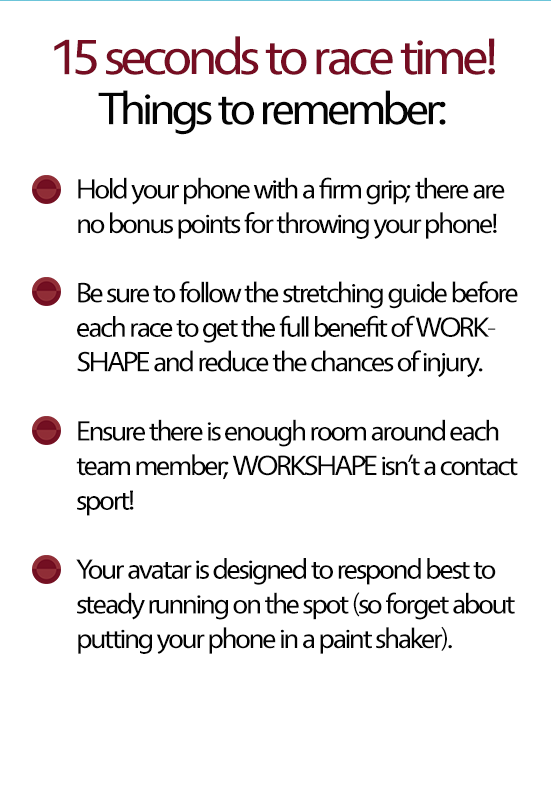 15 seconds to race time!
Things to remember:
Hold your phone with a firm grip; there are
no bonus points for throwing your phone!
Be sure to follow the stretching guide before
each race to get the full benefit of WORK-
SHAPE and reduce the chances of injury.
Ensure there is enough room around each
team member; WORKSHAPE isn't a contact
sport!
Your avatar is designed to respond best to
steady running on the spot (so forget about
putting your phone in a paint shaker).